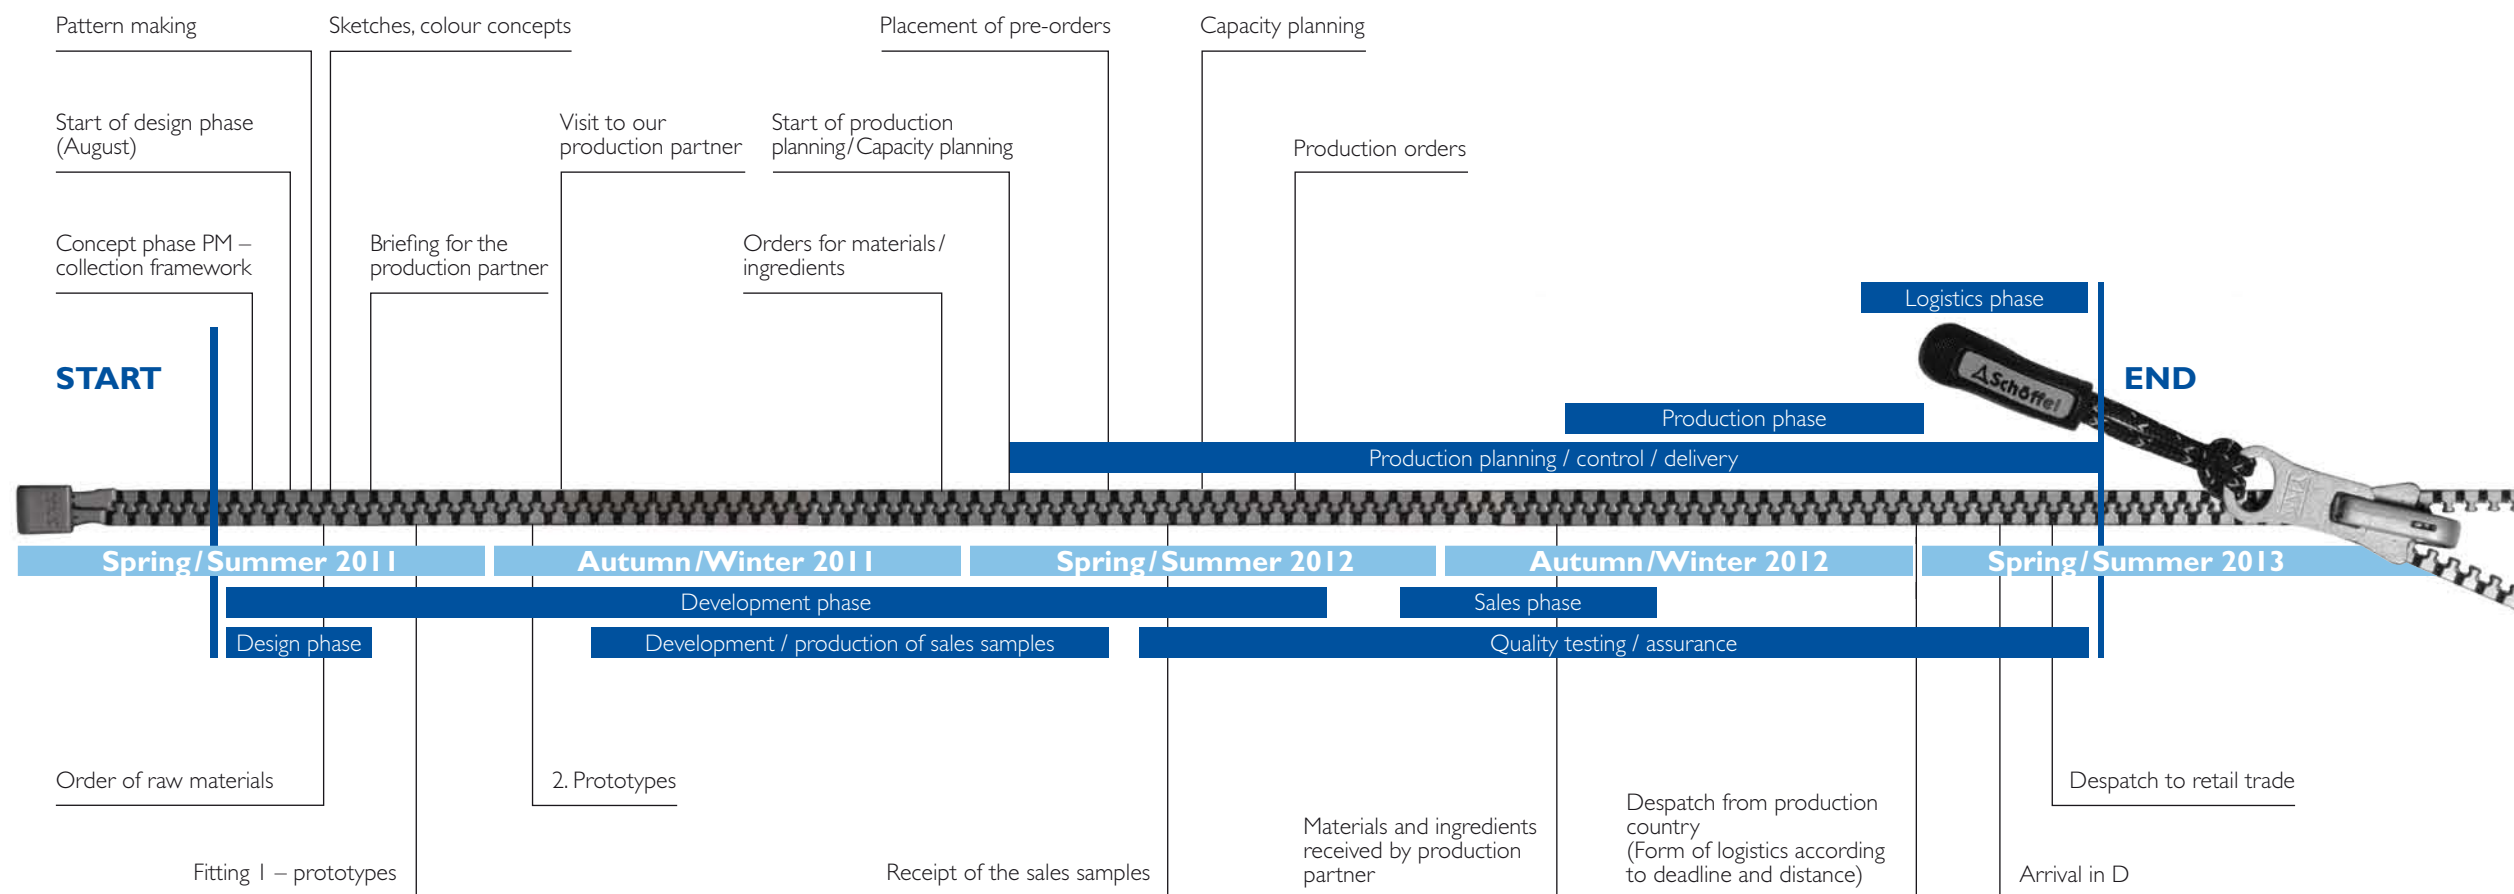 Pattern making
Sketches, colour concepts
Placement of pre-orders
Capacity planning
Start of design phase
(August)
Visit to our
production partner
Start of production
planning/Capacity planning
Production orders
Concept phase PM –
collection framework
Briefing for the
production partner
Orders for materials/
ingredients
Logistics phase
START
Schöffel
END
Production phase
Production planning / control / delivery
YKK
Spring/Summer 2011
Autumn/Winter 2011
Spring/Summer 2012
Autumn/Winter 2012
Spring/Summer 2013
Development phase
Sales phase
Design phase
Development / production of sales samples
Quality testing / assurance
Order of raw materials
2. Prototypes
Despatch to retail trade
Fitting 1 – prototypes
Receipt of the sales samples
Materials and ingredients
received by production
partner
Despatch from production
country
(Form of logistics according
to deadline and distance)
Arrival in D